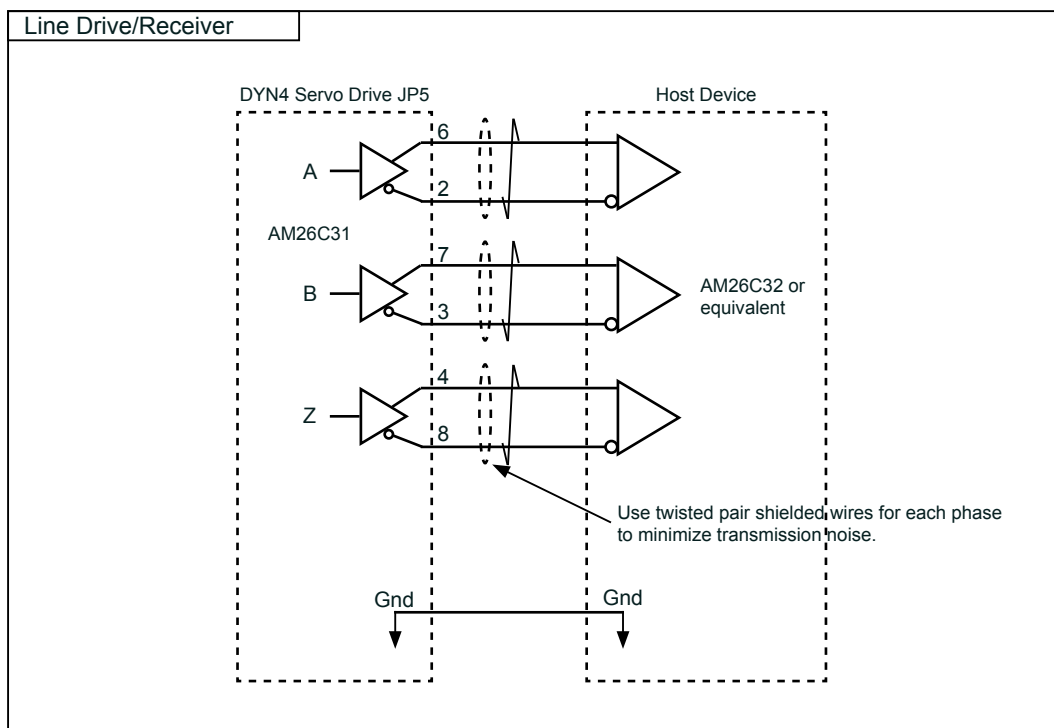 Line Drive/Receiver
DYN4 Servo Drive JP5
Host Device
6
A
2
AM26C31
7
B
3
AM26C32 or
equivalent
4
Z
8
Use twisted pair shielded wires for each phase
to minimize transmission noise.
Gnd
Gnd